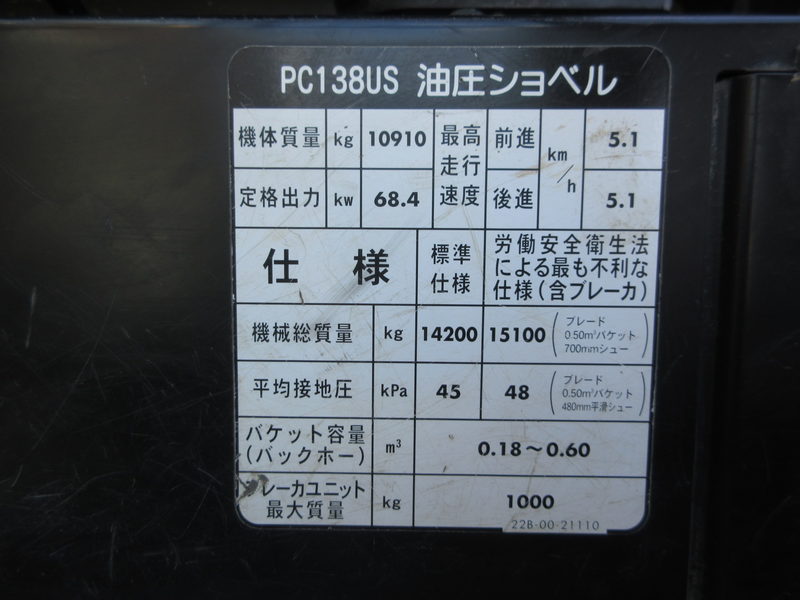 PC138US 油圧ショベル
機体質量 kg 10910 最高走行速度 前進 km/h 5.1
定格出力 kw 68.4 後進 5.1
仕 様 標準仕様 労働安全衛生法による最も不利な仕様(含ブレーカ)
機械総質量 kg 14200 15100 (ブレード 0.50m³バケット 700mmシュー)
平均接地圧 kPa 45 48 (ブレード 0.50m³バケット 480mm平滑シュー)
バケット容量(バックホー) m³ 0.18~0.60
ブレーカユニット最大質量 kg 1000
22B-00-21110